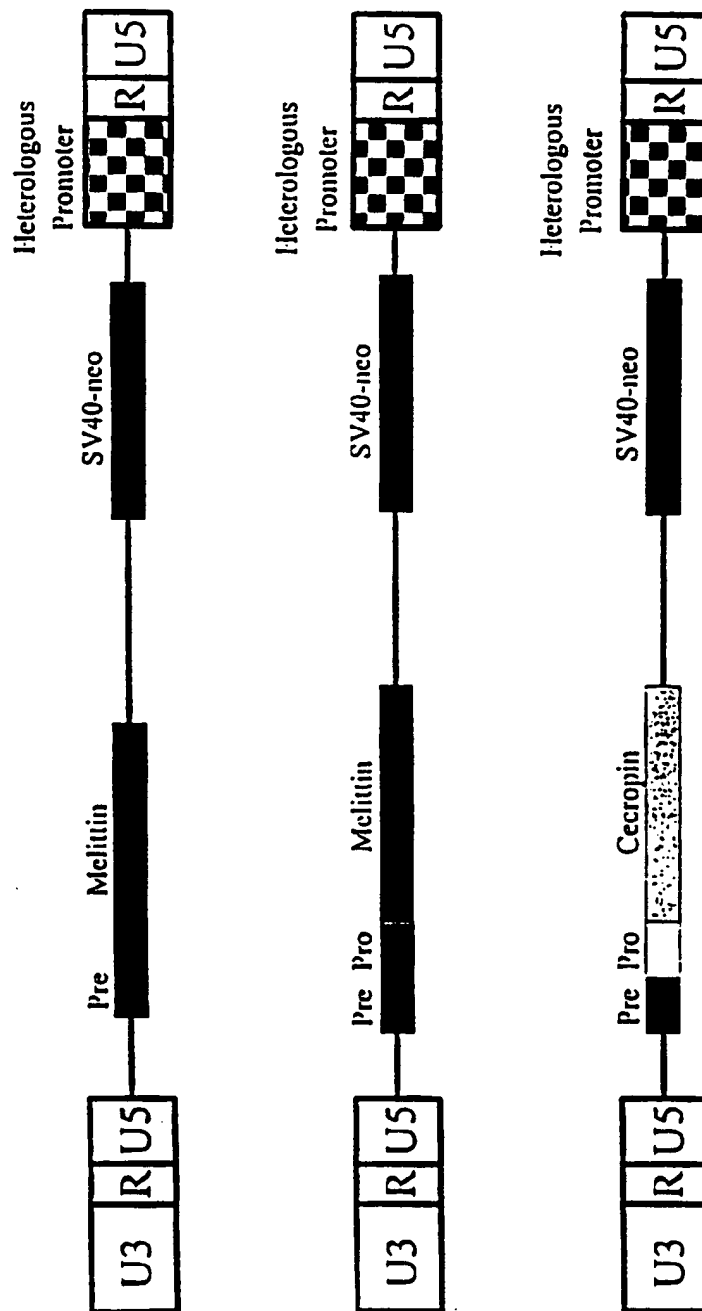 Heterologous
Promoter
Pre Melittin
SV40-neo
U3 R U5
R U5
Heterologous
Promoter
Pre Pro Melittin
SV40-neo
U3 R U5
R U5
Heterologous
Promoter
Pre Pro Cecropin
SV40-neo
U3 R U5
R U5